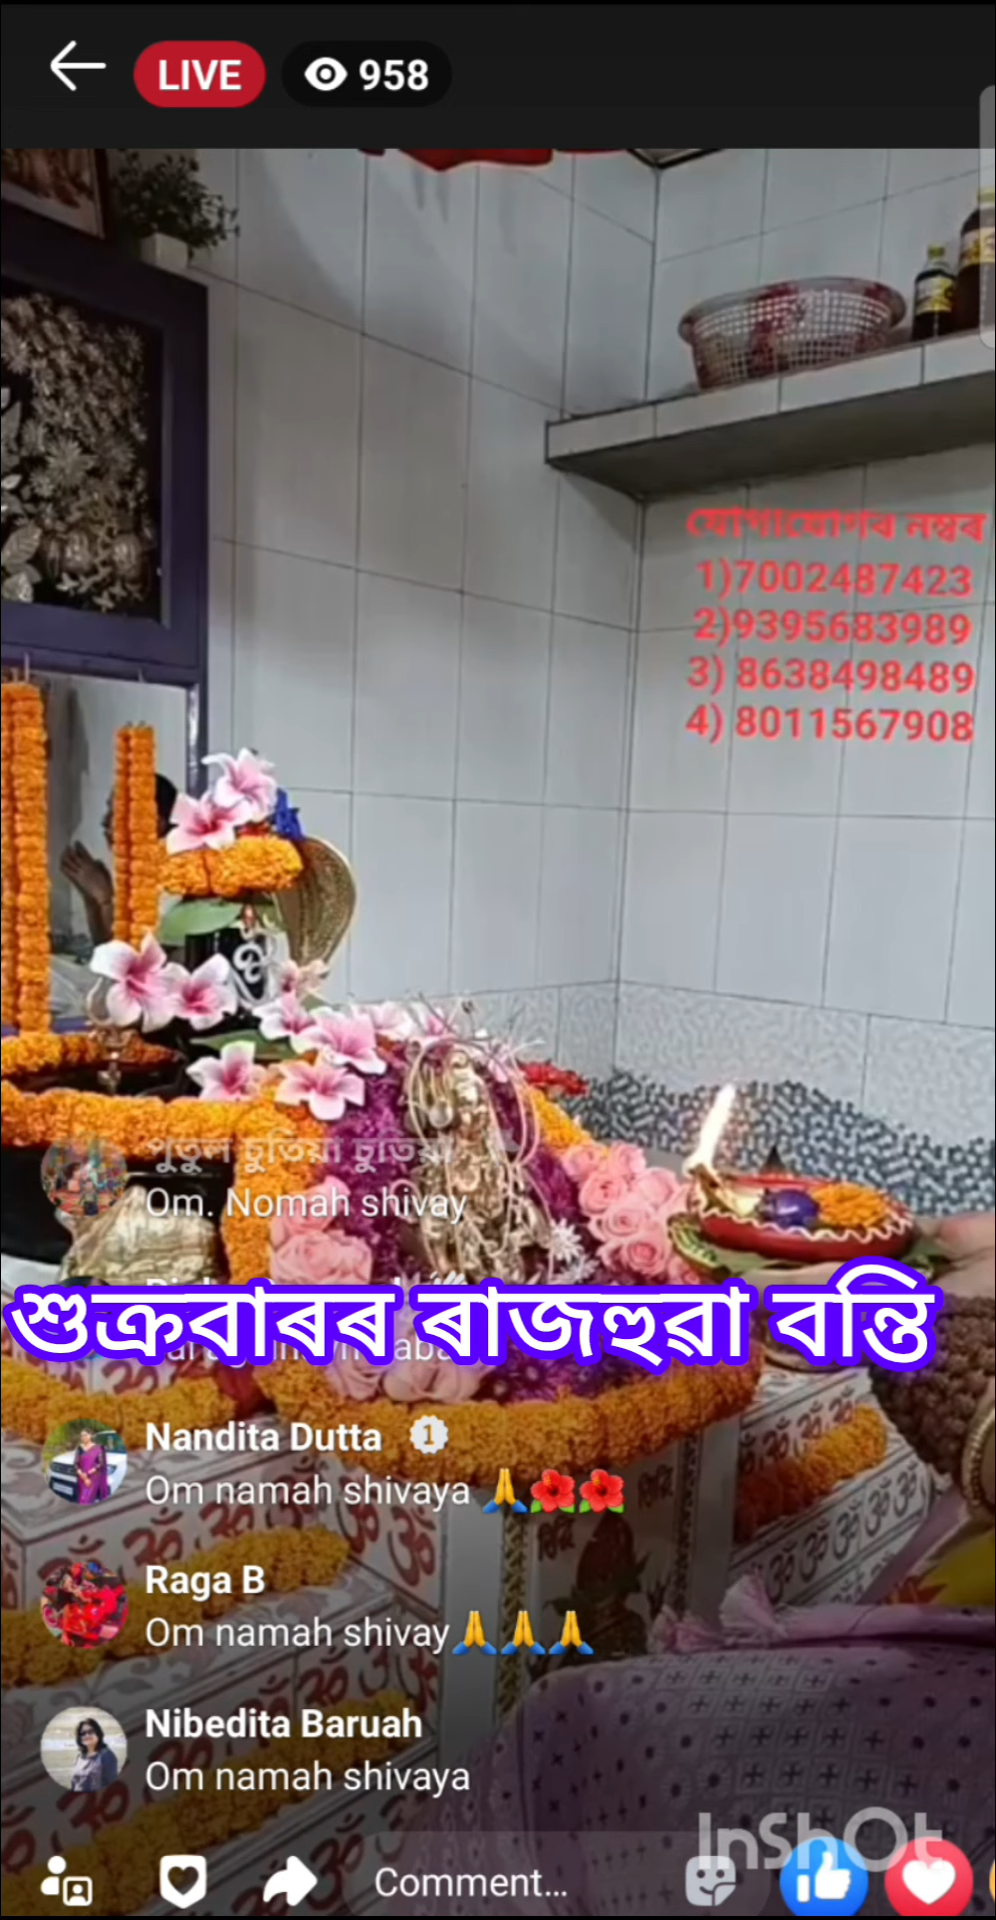 LIVE 958
যোগাযোগৰ নম্বৰ
1)7002487423
2)9395683989
3) 8638498489
4) 8011567908
পুতুল চুতিয়া চুতিয়া
Om. Nomah shivay
শুক্ৰবাৰৰ ৰাজহুৱা বন্তি
Nandita Dutta 1
Om namah shivaya 🙏🌺🌺
Raga B
Om namah shivay🙏🙏🙏
Nibedita Baruah
Om namah shivaya
InShOt
Comment...